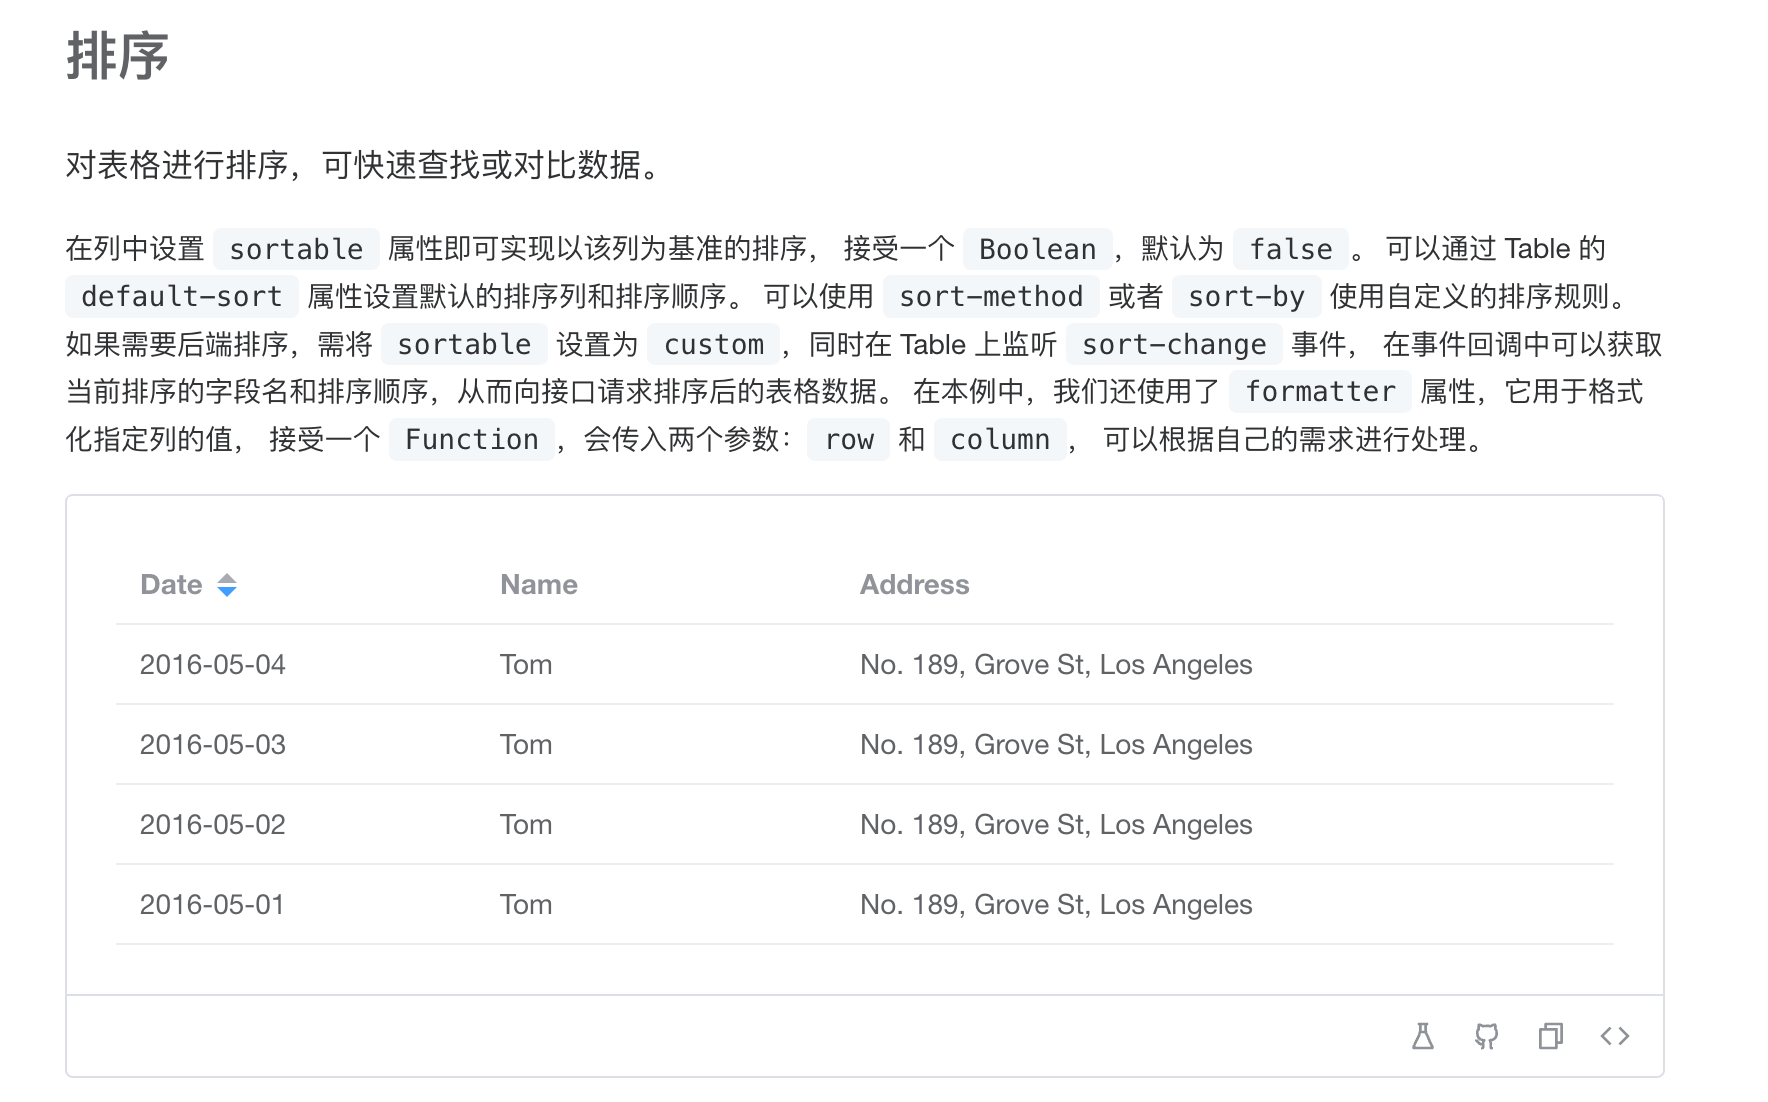 排序
对表格进行排序，可快速查找或对比数据。
在列中设置 sortable 属性即可实现以该列为基准的排序， 接受一个 Boolean，默认为 false 。 可以通过 Table 的
default-sort 属性设置默认的排序列和排序顺序。 可以使用 sort-method 或者 sort-by 使用自定义的排序规则。
如果需要后端排序，需将 sortable 设置为 custom ，同时在 Table 上监听 sort-change 事件， 在事件回调中可以获取
当前排序的字段名和排序顺序，从而向接口请求排序后的表格数据。 在本例中，我们还使用了 formatter 属性，它用于格式
化指定列的值， 接受一个 Function，会传入两个参数： row 和 column， 可以根据自己的需求进行处理。
Date Name Address
2016-05-04 Tom No. 189, Grove St, Los Angeles
2016-05-03 Tom No. 189, Grove St, Los Angeles
2016-05-02 Tom No. 189, Grove St, Los Angeles
2016-05-01 Tom No. 189, Grove St, Los Angeles